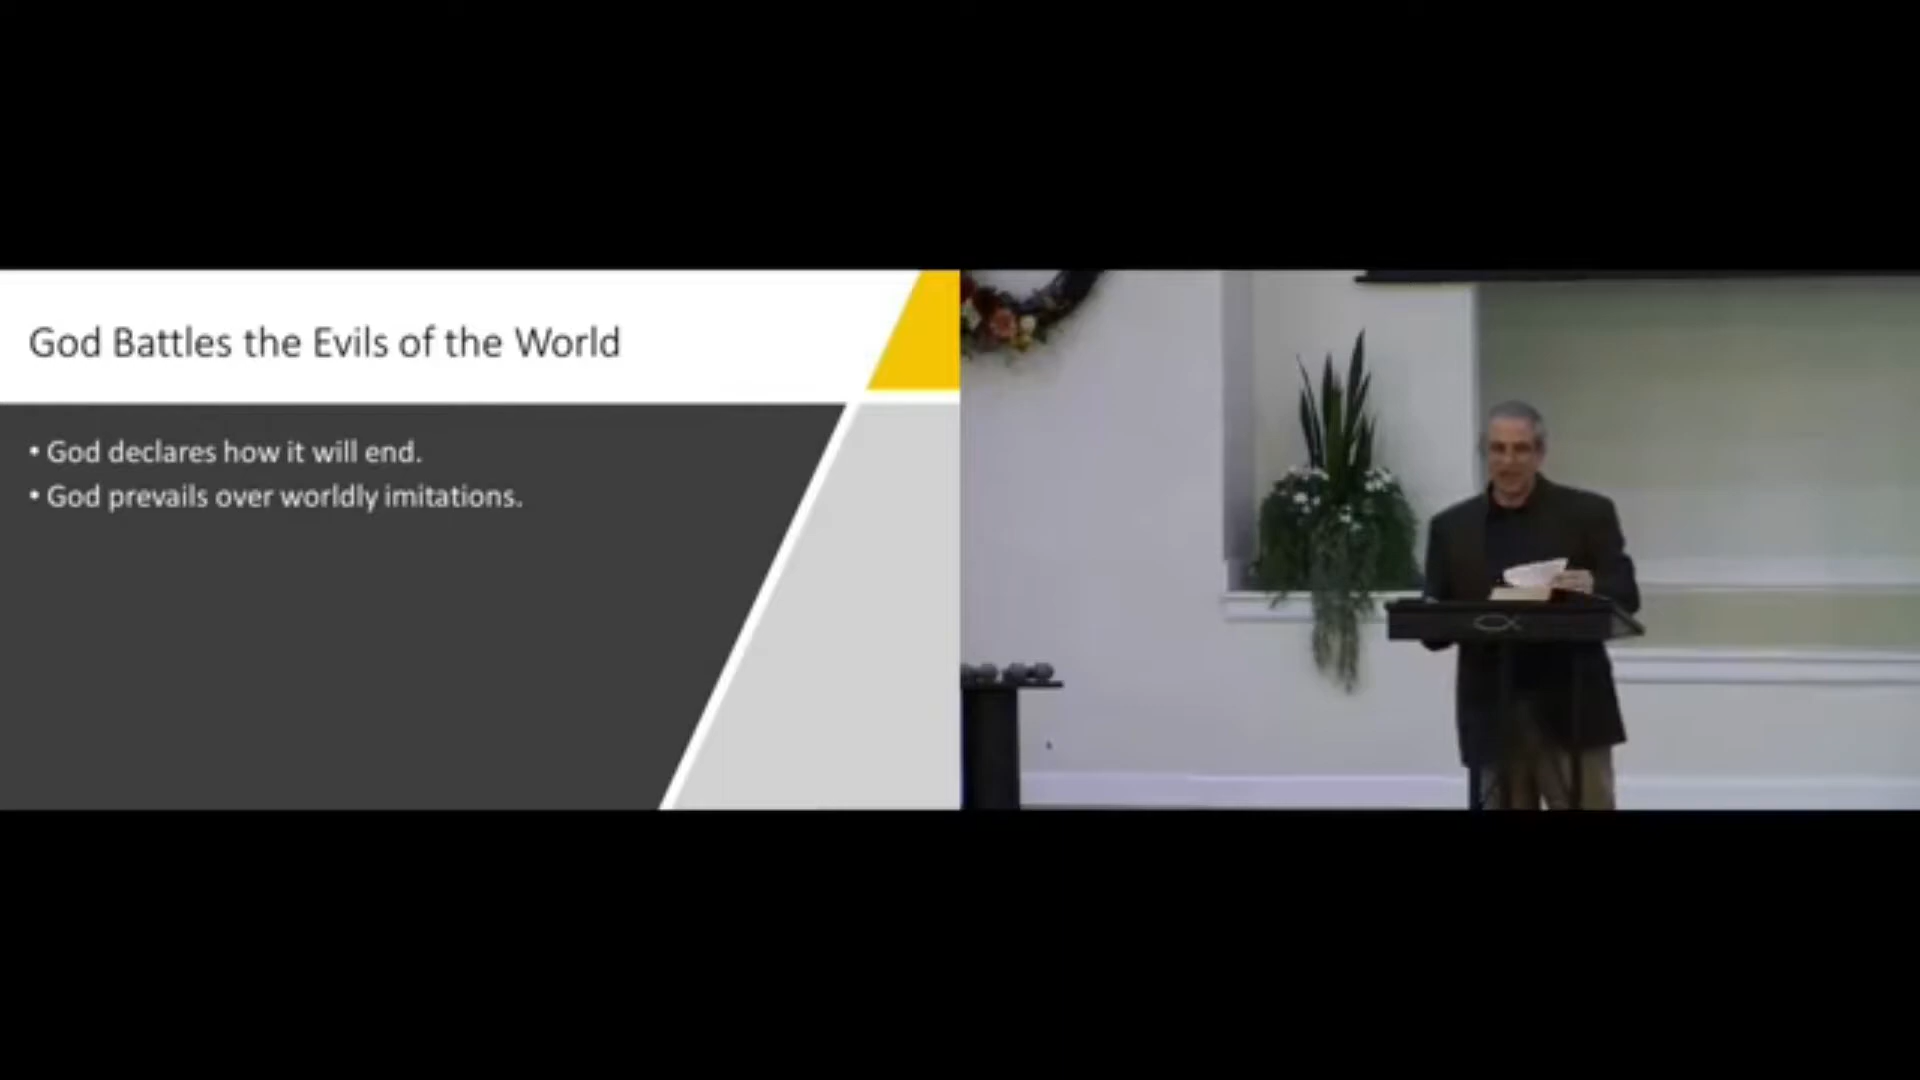 God Battles the Evils of the World
• God declares how it will end.
• God prevails over worldly imitations.